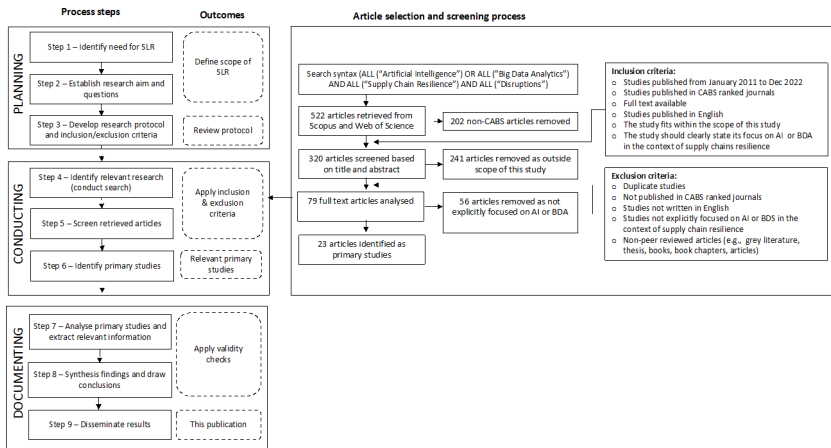 Process steps
Outcomes
Article selection and screening process
PLANNING
Step 1 – Identify need for SLR
Step 2 – Establish research aim and
questions
Step 3 – Develop research protocol
and inclusion/exclusion criteria
Define scope of
SLR
Review protocol
CONDUCTING
Step 4 – Identify relevant research
(conduct search)
Step 5 – Screen retrieved articles
Step 6 – Identify primary studies
Apply inclusion
& exclusion
criteria
Relevant primary
studies
DOCUMENTING
Step 7 – Analyse primary studies and
extract relevant information
Step 8 – Synthesis findings and draw
conclusions
Step 9 – Disseminate results
Apply validity
checks
This publication
Search syntax (ALL (“Artificial Intelligence”) OR ALL (“Big Data Analytics”)
AND ALL (“Supply Chain Resilience”) AND ALL (“Disruptions”)
522 articles retrieved from
Scopus and Web of Science
202 non-CABS articles removed
320 articles screened based
on title and abstract
241 articles removed as outside
scope of this study
79 full text articles analysed
56 articles removed as not
explicitly focused on AI or BDA
23 articles identified as
primary studies
Inclusion criteria:
o Studies published from January 2011 to Dec 2022
o Studies published in CABS ranked journals
o Full text available
o Studies published in English
o The study fits within the scope of this study
o The study should clearly state its focus on AI or BDA
in the context of supply chains resilience
Exclusion criteria:
o Duplicate studies
o Not published in CABS ranked journals
o Studies not written in English
o Studies not explicitly focused on AI or BDS in the
context of supply chain resilience
o Non-peer reviewed articles (e.g., grey literature,
thesis, books, book chapters, articles)